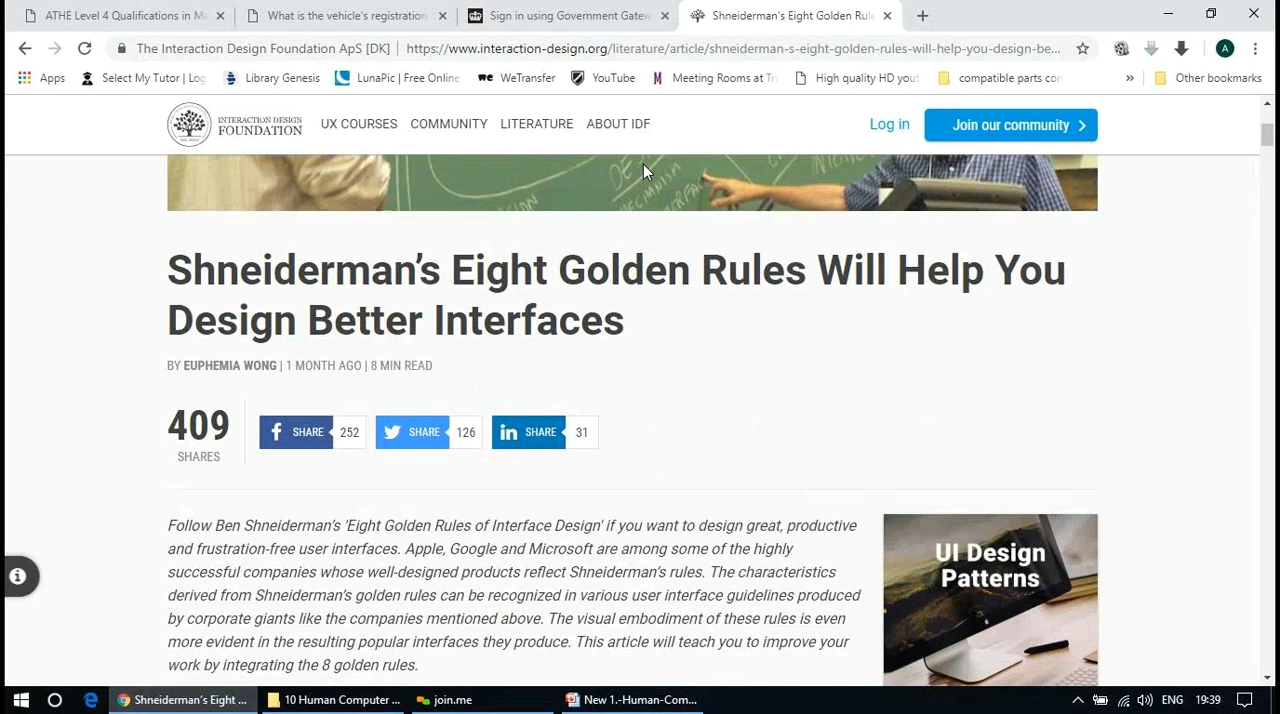 ATHE Level 4 Qualifications in Ma
What is the vehicle's registration
Sign in using Government Gatew
Shneiderman's Eight Golden Rule
The Interaction Design Foundation ApS [DK] | https://www.interaction-design.org/literature/article/shneiderman-s-eight-golden-rules-will-help-you-design-be...
A
Apps
Select My Tutor | Log
Library Genesis
LunaPic | Free Online
WeTransfer
YouTube
Meeting Rooms at Tr
High quality HD yout
compatible parts.con
»
Other bookmarks
INTERACTION DESIGN
FOUNDATION
UX COURSES
COMMUNITY
LITERATURE
ABOUT IDF
Log in
Join our community
MECHANISM
Shneiderman's Eight Golden Rules Will Help You
Design Better Interfaces
BY EUPHEMIA WONG | 1 MONTH AGO | 8 MIN READ
409
SHARES
SHARE 252
SHARE 126
in SHARE 31
Follow Ben Shneiderman's 'Eight Golden Rules of Interface Design' if you want to design great, productive
and frustration-free user interfaces. Apple, Google and Microsoft are among some of the highly
successful companies whose well-designed products reflect Shneiderman's rules. The characteristics
derived from Shneiderman's golden rules can be recognized in various user interface guidelines produced
by corporate giants like the companies mentioned above. The visual embodiment of these rules is even
more evident in the resulting popular interfaces they produce. This article will teach you to improve your
work by integrating the 8 golden rules.
UI Design
Patterns
Shneiderman's Eight ...
10 Human Computer ...
join.me
New 1.-Human-Com...
ENG
19:39